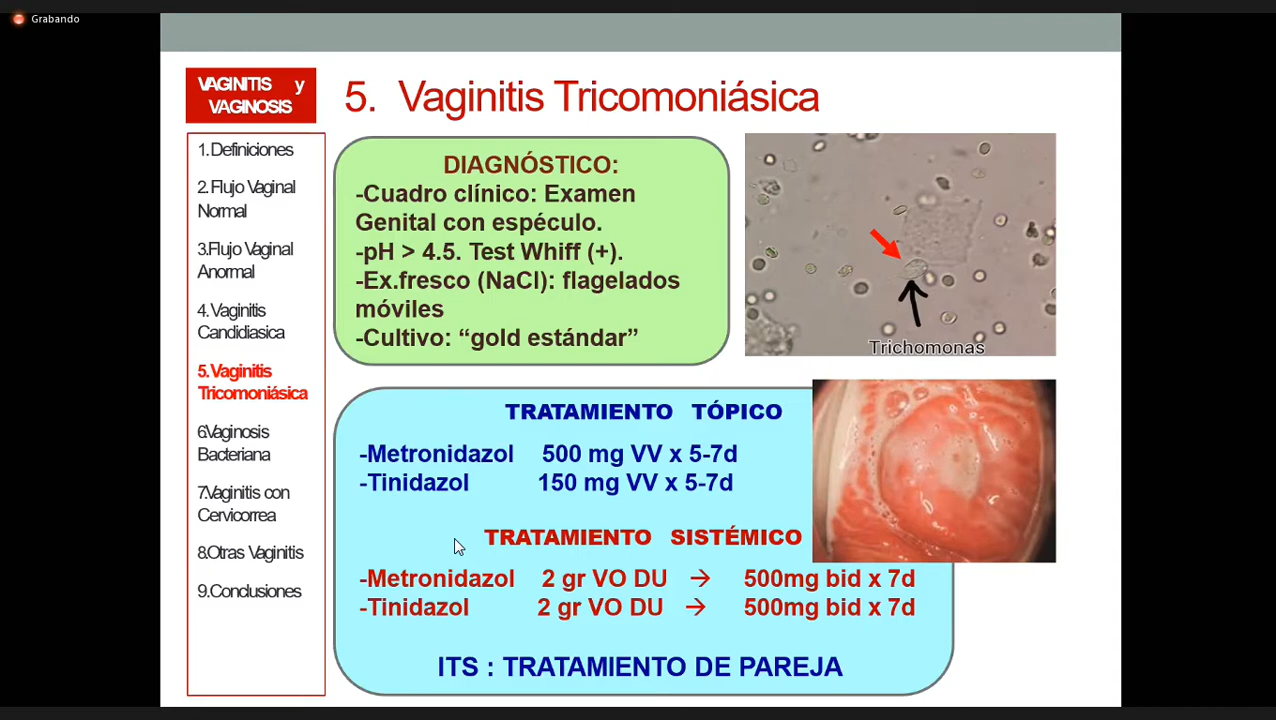 Grabando
VAGINITIS y
VAGINOSIS
5. Vaginitis Tricomoniásica
1.Definiciones
2. Flujo Vaginal
Normal
3.Flujo Vaginal
Anormal
4. Vaginitis
Candidiasica
5.Vaginitis
Tricomoniásica
6.Vaginosis
Bacteriana
7.Vaginitis con
Cervicorrea
8.Otras Vaginitis
9.Conclusiones
DIAGNÓSTICO:
-Cuadro clínico: Examen
Genital con espéculo.
-pH > 4.5. Test Whiff (+).
-Ex.fresco (NaCl): flagelados
móviles
-Cultivo: “gold estándar”
Trichomonas
TRATAMIENTO TÓPICO
-Metronidazol 500 mg VV x 5-7d
-Tinidazol 150 mg VV x 5-7d
TRATAMIENTO SISTÉMICO
-Metronidazol 2 gr VO DU → 500mg bid x 7d
-Tinidazol 2 gr VO DU → 500mg bid x 7d
ITS : TRATAMIENTO DE PAREJA